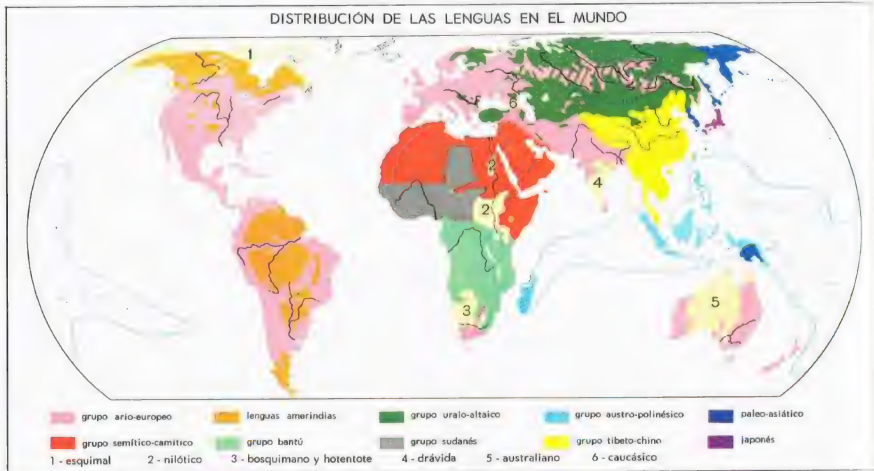 DISTRIBUCIÓN DE LAS LENGUAS EN EL MUNDO
1
6
2
2
4
3
5
grupo ario-europeo lenguas amerindias grupo uralo-altaico grupo austro-polinésico paleo-asiático
grupo semítico-camítico grupo bantú grupo sudanés grupo tibeto-chino japonés
1 - esquimal 2 - nilótico 3 - bosquimano y hotentote 4 - drávida 5 - australiano 6 - caucásico